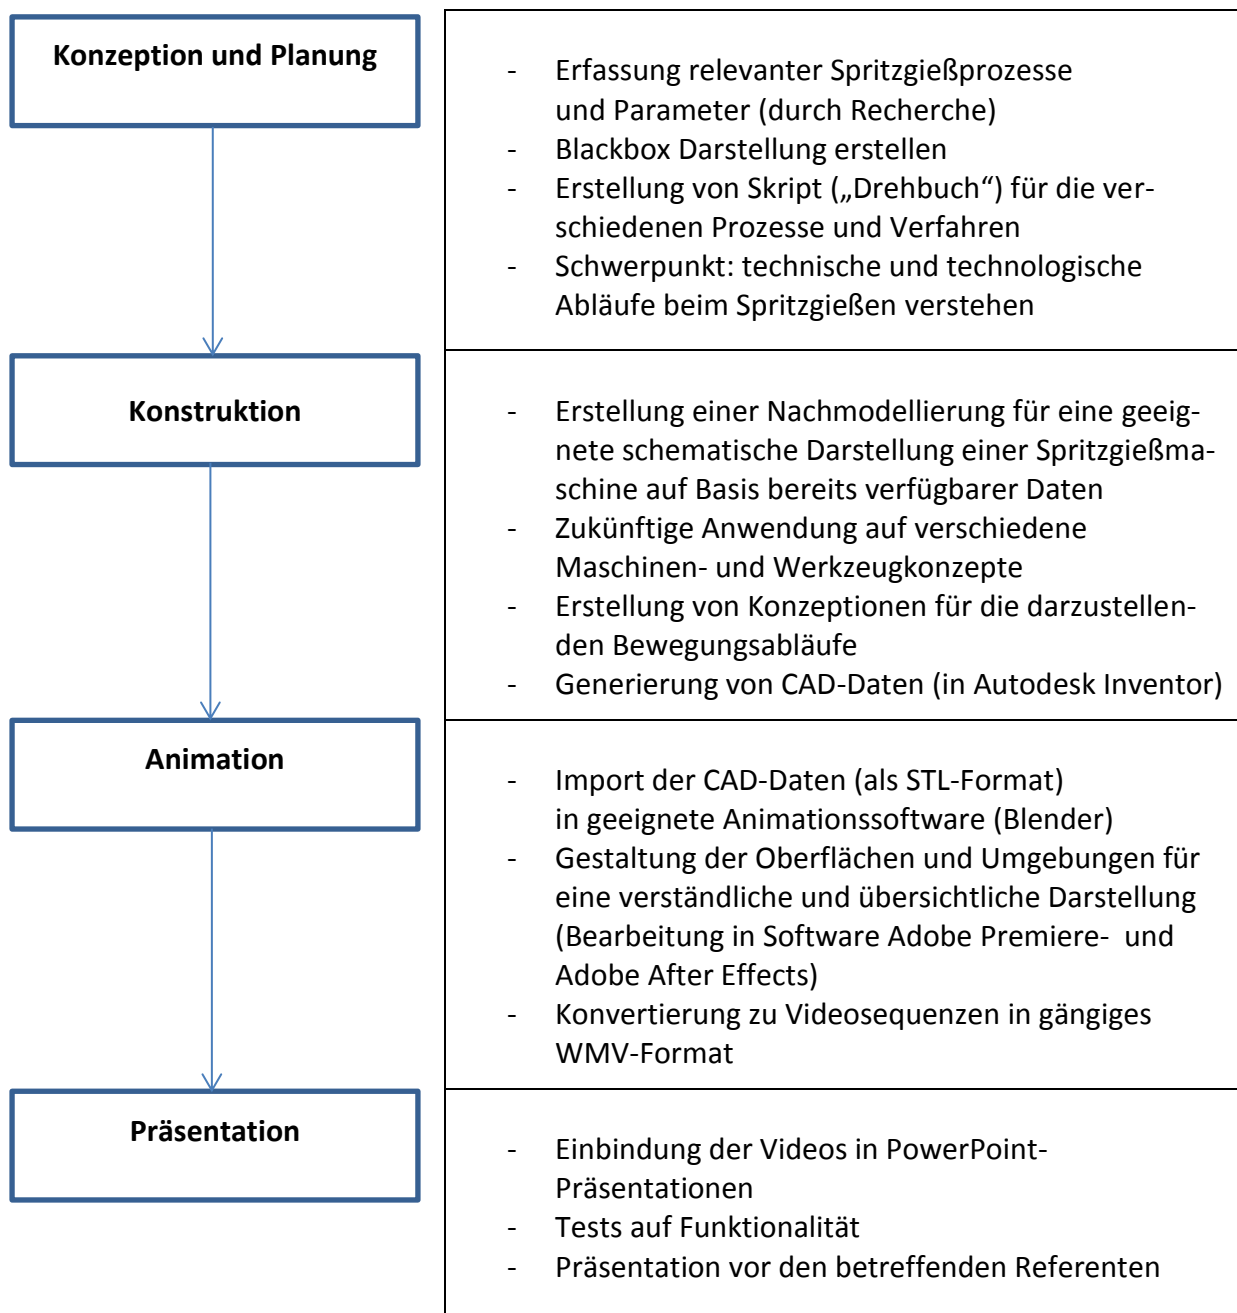 Konzeption und Planung
- Erfassung relevanter Spritzgießprozesse
und Parameter (durch Recherche)
- Blackbox Darstellung erstellen
- Erstellung von Skript („Drehbuch“) für die ver-
schiedenen Prozesse und Verfahren
- Schwerpunkt: technische und technologische
Abläufe beim Spritzgießen verstehen
Konstruktion
- Erstellung einer Nachmodellierung für eine geeig-
nete schematische Darstellung einer Spritzgießma-
schine auf Basis bereits verfügbarer Daten
- Zukünftige Anwendung auf verschiedene
Maschinen- und Werkzeugkonzepte
- Erstellung von Konzeptionen für die darzustellen-
den Bewegungsabläufe
- Generierung von CAD-Daten (in Autodesk Inventor)
Animation
- Import der CAD-Daten (als STL-Format)
in geeignete Animationssoftware (Blender)
- Gestaltung der Oberflächen und Umgebungen für
eine verständliche und übersichtliche Darstellung
(Bearbeitung in Software Adobe Premiere- und
Adobe After Effects)
- Konvertierung zu Videosequenzen in gängiges
WMV-Format
Präsentation
- Einbindung der Videos in PowerPoint-
Präsentationen
- Tests auf Funktionalität
- Präsentation vor den betreffenden Referenten